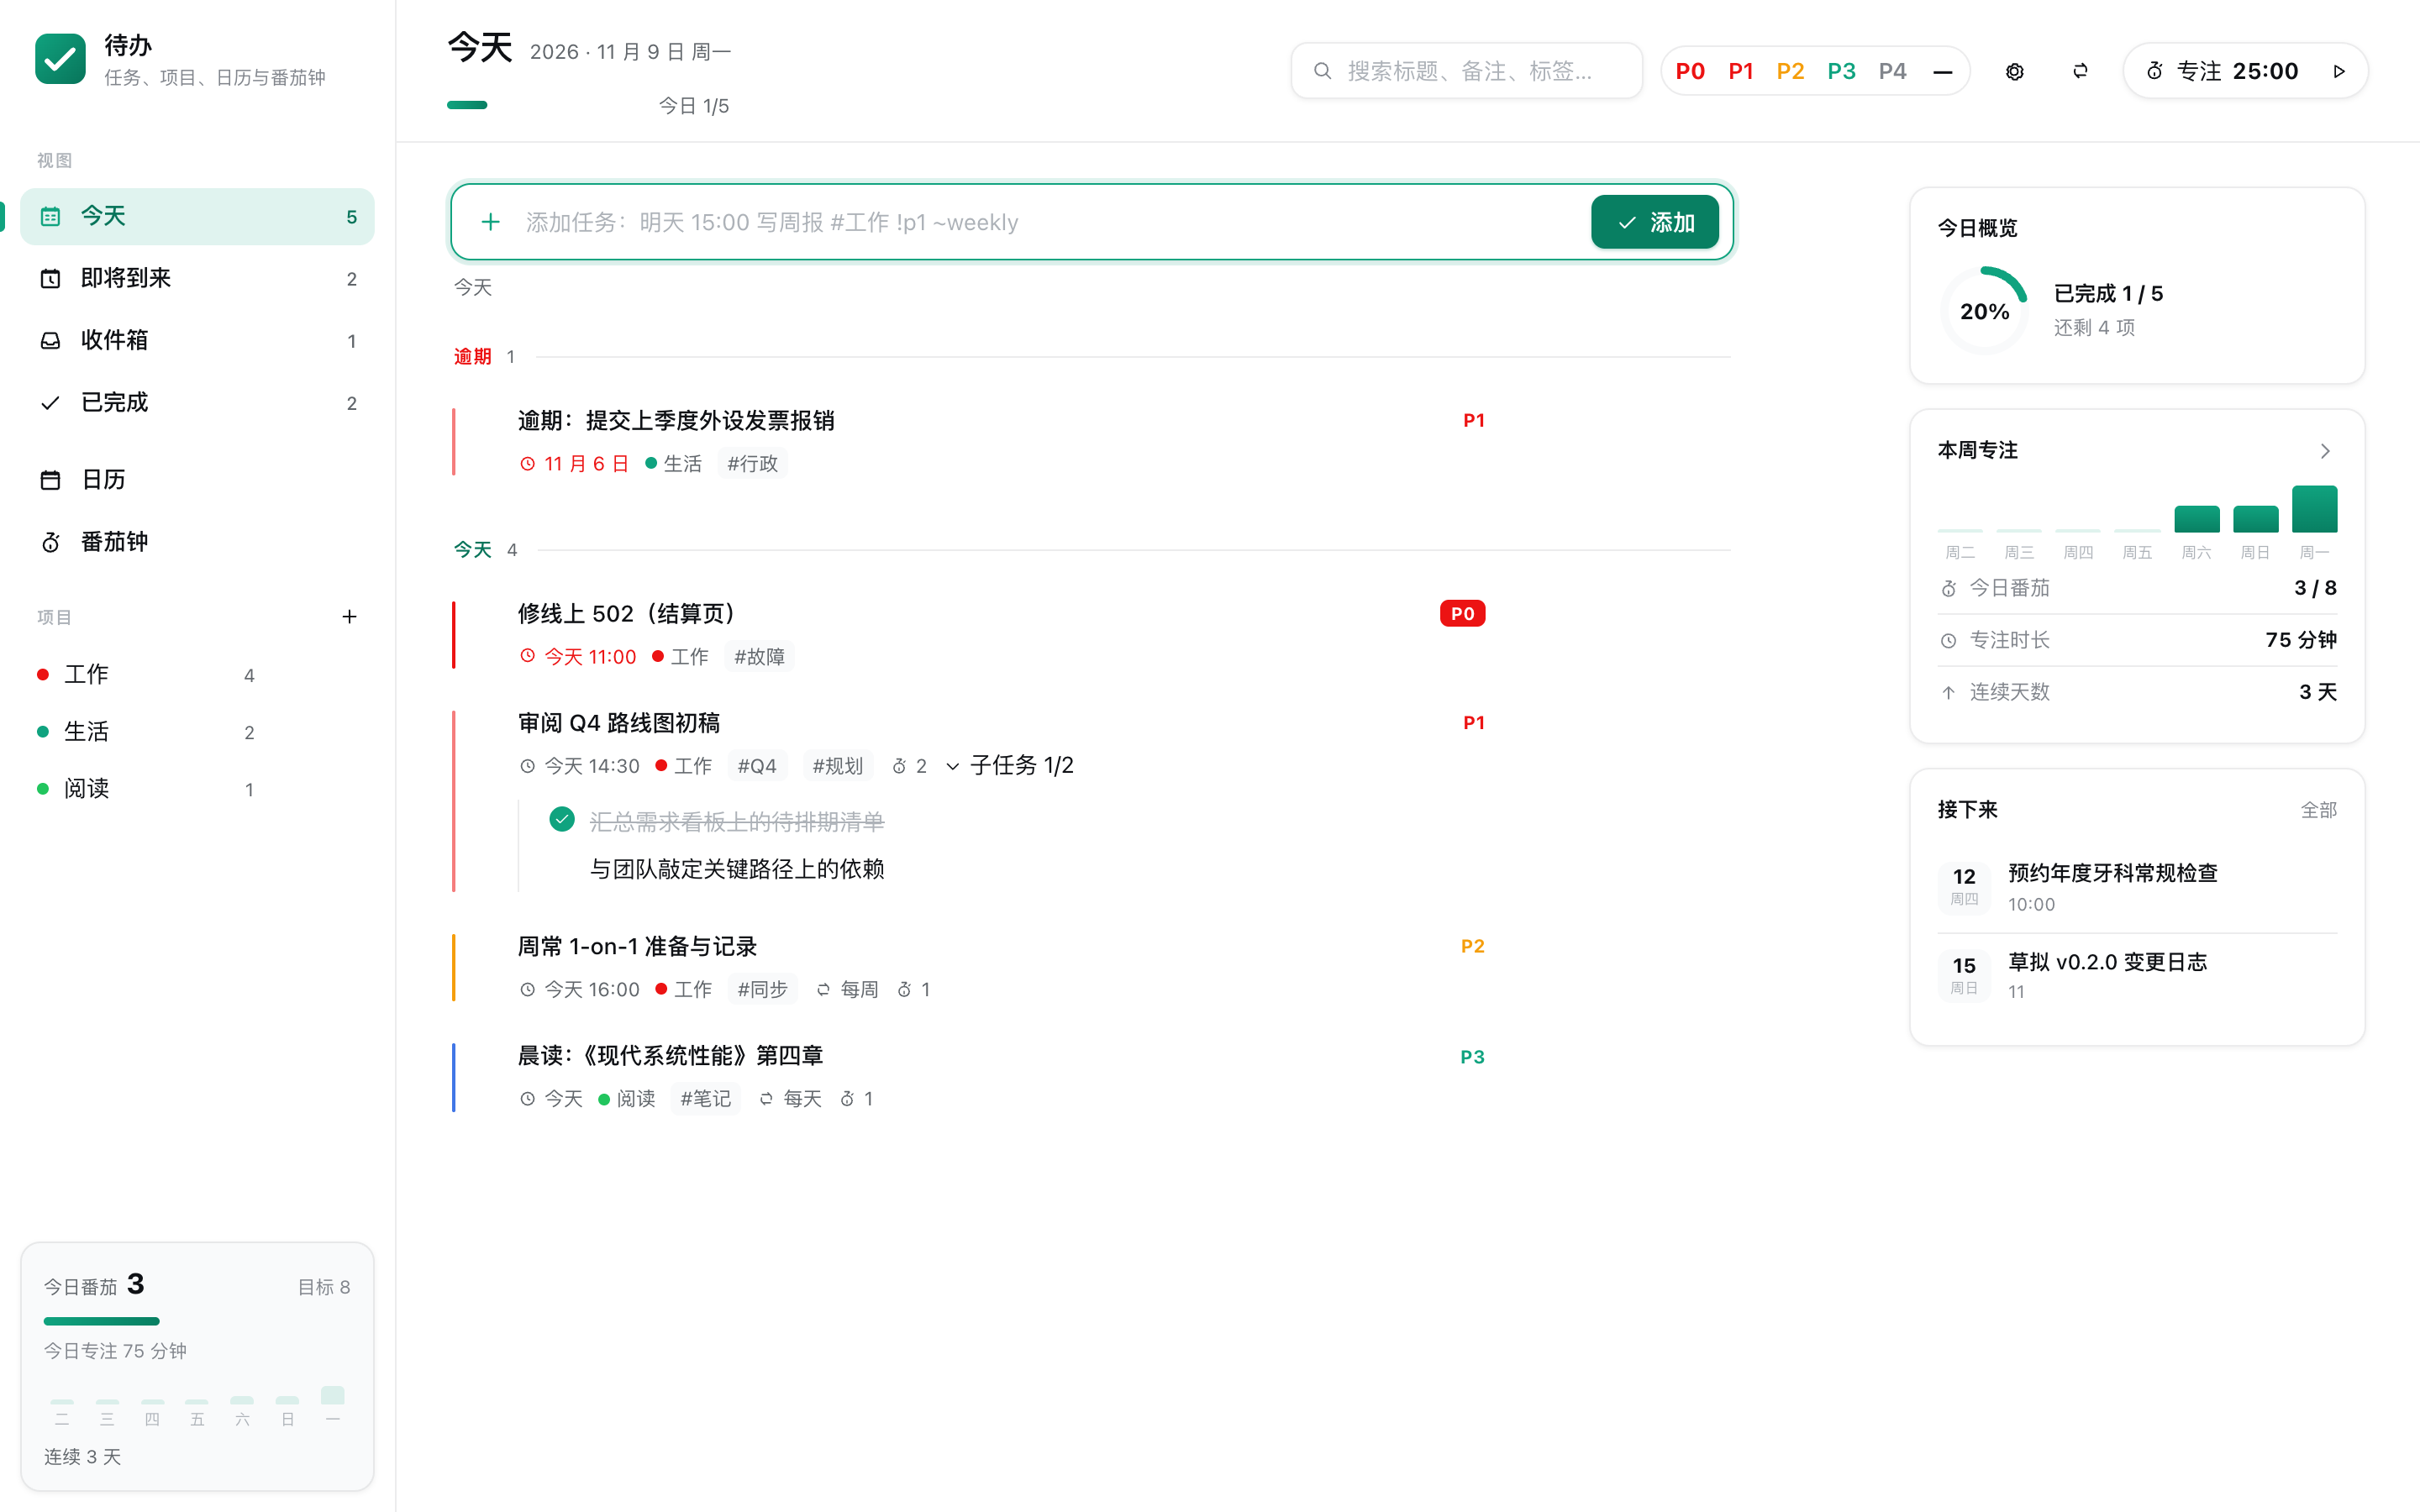 待办
任务、项目、日历与番茄钟
视图
今天 5
即将到来 2
收件箱 1
已完成 2
日历
番茄钟
项目
工作 4
生活 2
阅读 1
今日番茄 3 目标 8
今日专注 75 分钟
二 三 四 五 六 日 一
连续 3 天
今天 2026 · 11 月 9 日 周一
今日 1/5
搜索标题、备注、标签...
P0 P1 P2 P3 P4 —
专注 25:00
添加任务：明天 15:00 写周报 #工作 !p1 ~weekly
添加
今天
逾期 1
逾期：提交上季度外设发票报销 P1
11 月 6 日 生活 #行政
今天 4
修线上 502（结算页） P0
今天 11:00 工作 #故障
审阅 Q4 路线图初稿 P1
今天 14:30 工作 #Q4 #规划 2 子任务 1/2
汇总需求看板上的待排期清单
与团队敲定关键路径上的依赖
周常 1-on-1 准备与记录 P2
今天 16:00 工作 #同步 每周 1
晨读：《现代系统性能》第四章 P3
今天 阅读 #笔记 每天 1
今日概览
20%
已完成 1 / 5
还剩 4 项
本周专注
周二 周三 周四 周五 周六 周日 周一
今日番茄 3 / 8
专注时长 75 分钟
连续天数 3 天
接下来 全部
12 周四
预约年度牙科常规检查
10:00
15 周日
草拟 v0.2.0 变更日志
11